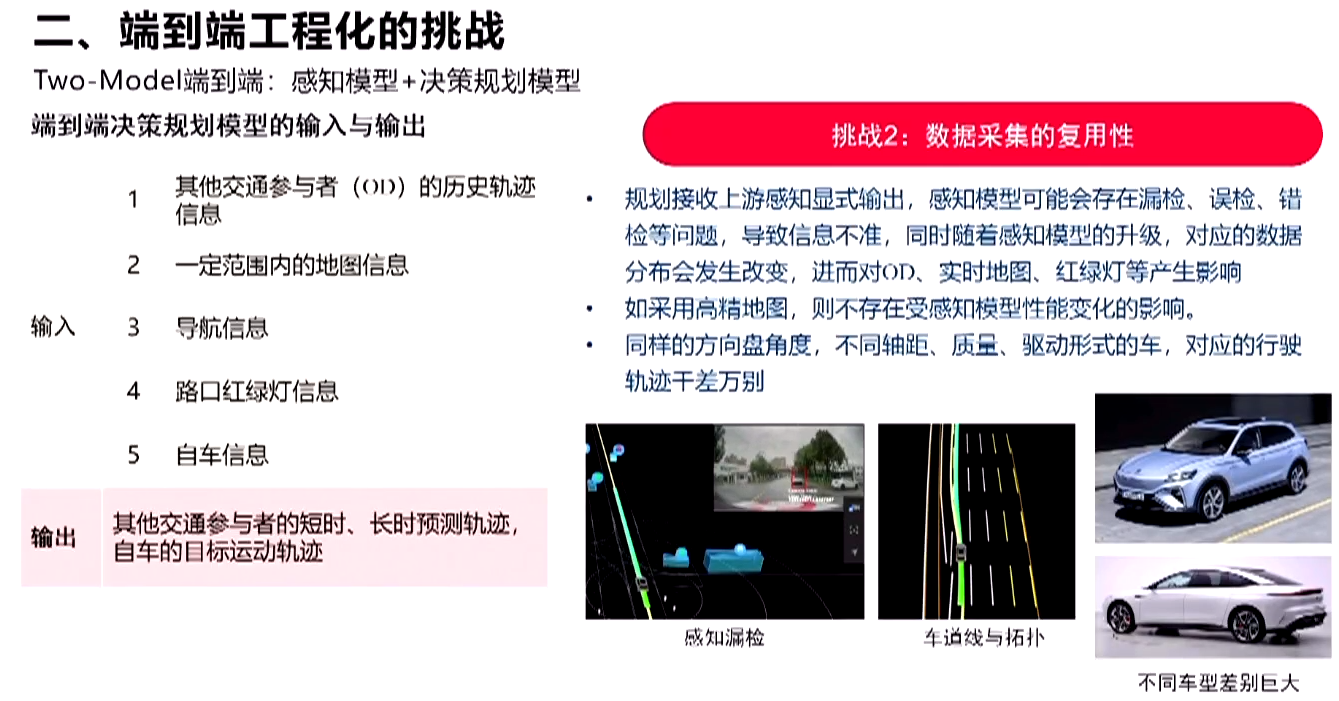 二、端到端工程化的挑战
Two-Model端到端：感知模型+决策规划模型
端到端决策规划模型的输入与输出
输入
1 其他交通参与者（OD）的历史轨迹
信息
2 一定范围内的地图信息
3 导航信息
4 路口红绿灯信息
5 自车信息
输出
其他交通参与者的短时、长时预测轨迹，
自车的目标运动轨迹
挑战2：数据采集的复用性
• 规划接收上游感知显式输出，感知模型可能会存在漏检、误检、错
检等问题，导致信息不准，同时随着感知模型的升级，对应的数据
分布会发生改变，进而对OD、实时地图、红绿灯等产生影响
• 如采用高精地图，则不存在受感知模型性能变化的影响。
• 同样的方向盘角度，不同轴距、质量、驱动形式的车，对应的行驶
轨迹千差万别
感知漏检
车道线与拓扑
不同车型差别巨大